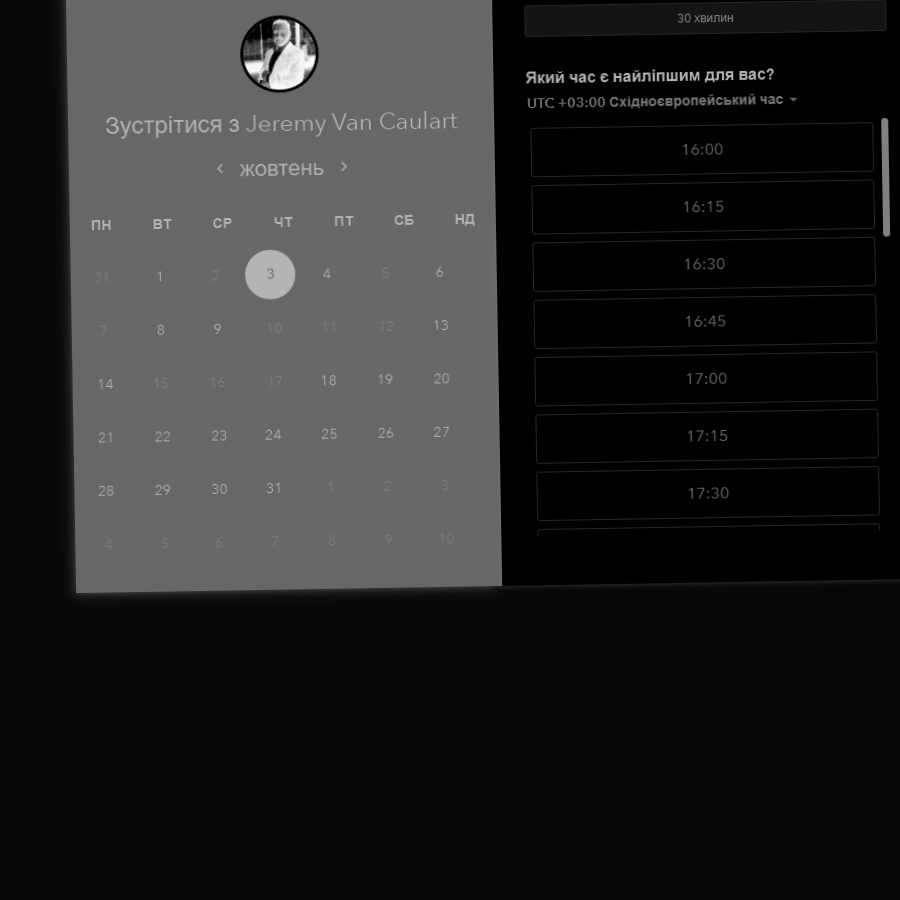 Зустрітися з Jeremy Van Caulart
жовтень
ПН ВТ СР ЧТ ПТ СБ НД
31 1 2 3 4 5 6
7 8 9 10 11 12 13
14 15 16 17 18 19 20
21 22 23 24 25 26 27
28 29 30 31 1 2 3
4 5 6 7 8 9 10
30 хвилин
Який час є найліпшим для вас?
UTC +03:00 Східноєвропейський час
16:00
16:15
16:30
16:45
17:00
17:15
17:30